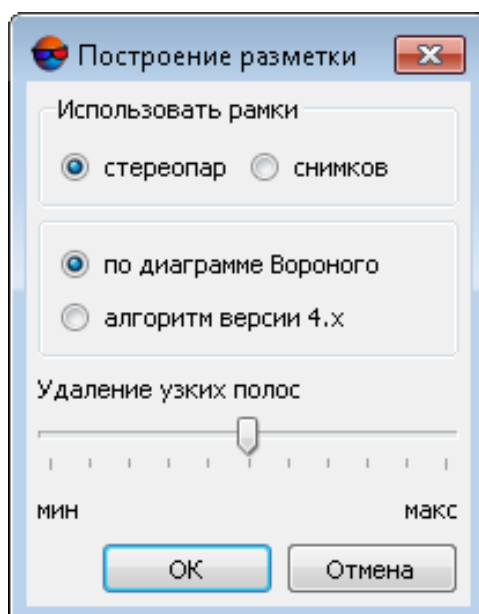 Построение разметки
Использовать рамки
стереопар снимков
по диаграмме Вороного
алгоритм версии 4.x
Удаление узких полос
мин макс
OK Отмена